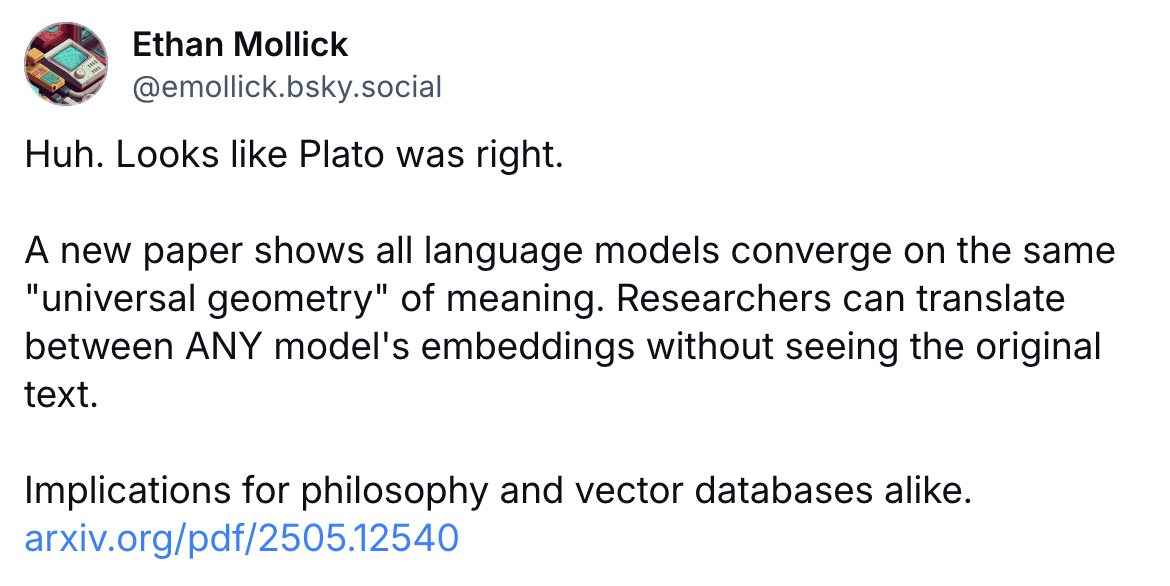 Ethan Mollick
@emollick.bsky.social
Huh. Looks like Plato was right.
A new paper shows all language models converge on the same
"universal geometry" of meaning. Researchers can translate
between ANY model's embeddings without seeing the original
text.
Implications for philosophy and vector databases alike.
arxiv.org/pdf/2505.12540